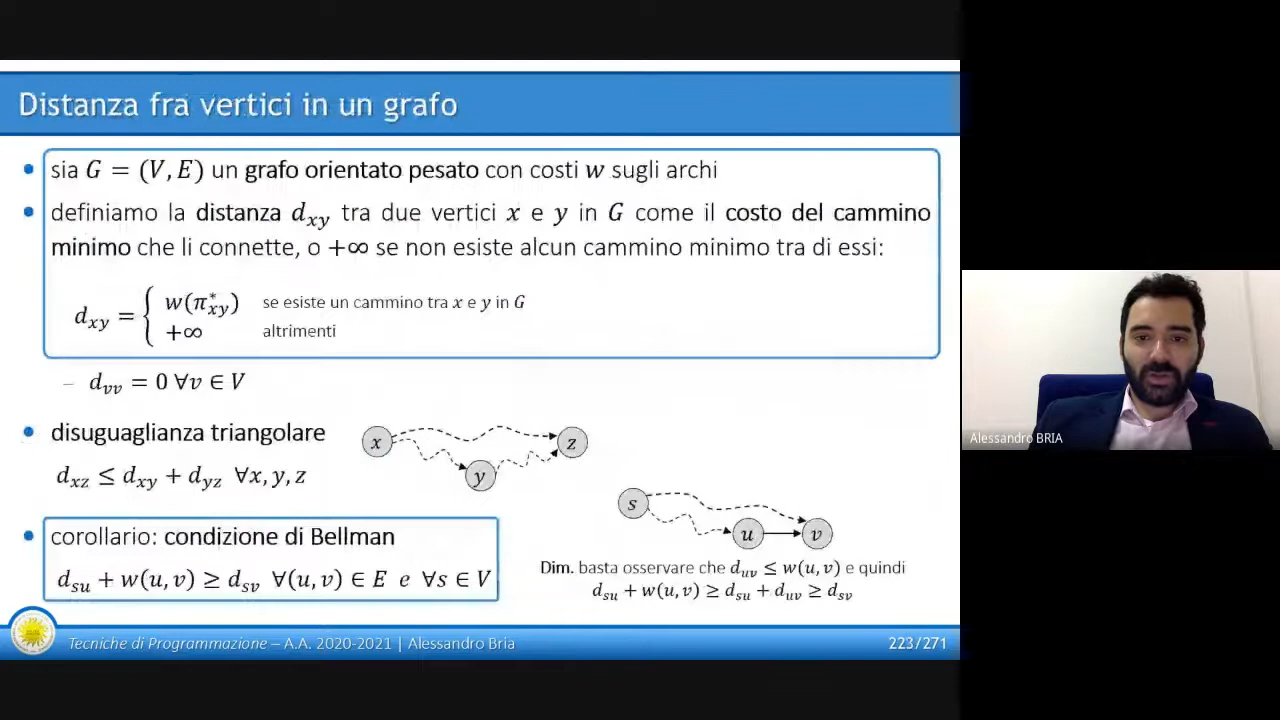 Distanza fra vertici in un grafo
• sia G = (V, E) un grafo orientato pesato con costi w sugli archi
• definiamo la distanza d_xy tra due vertici x e y in G come il costo del cammino
minimo che li connette, o +∞ se non esiste alcun cammino minimo tra di essi:
d_xy = { w(π*_xy) se esiste un cammino tra x e y in G
+∞ altrimenti
– d_vv = 0 ∀v ∈ V
• disuguaglianza triangolare
d_xz ≤ d_xy + d_yz ∀x, y, z
x
z
y
s
u
v
• corollario: condizione di Bellman
d_su + w(u, v) ≥ d_sv ∀(u, v) ∈ E e ∀s ∈ V
Dim. basta osservare che d_uv ≤ w(u, v) e quindi
d_su + w(u, v) ≥ d_su + d_uv ≥ d_sv
Tecniche di Programmazione – A.A. 2020-2021 | Alessandro Bria
223/271
Alessandro BRIA